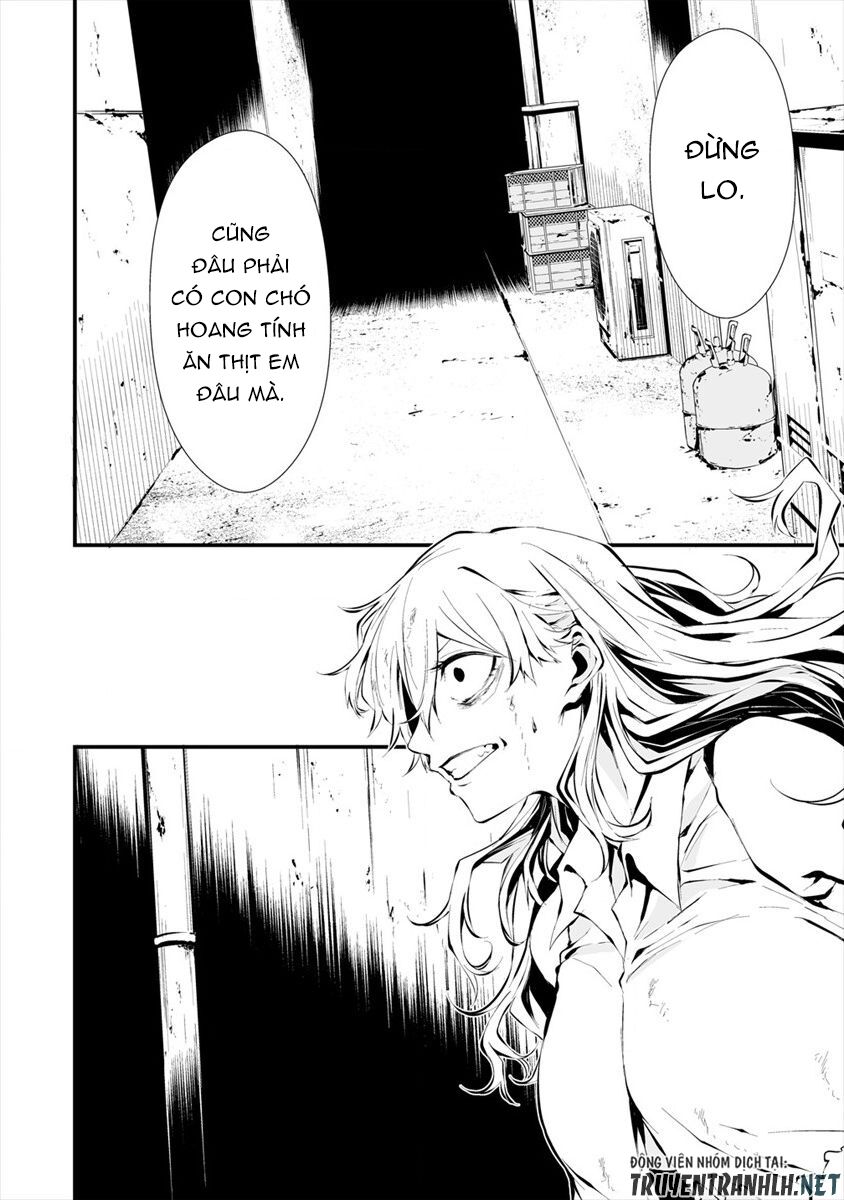 ĐỪNG
LO.
CŨNG
ĐÂU PHẢI
CÓ CON CHÓ
HOANG TÍNH
ĂN THỊT EM
ĐÂU MÀ.
ĐỘNG VIÊN NHÓM DỊCH TẠI:
TRUYENTRANHLH.NET